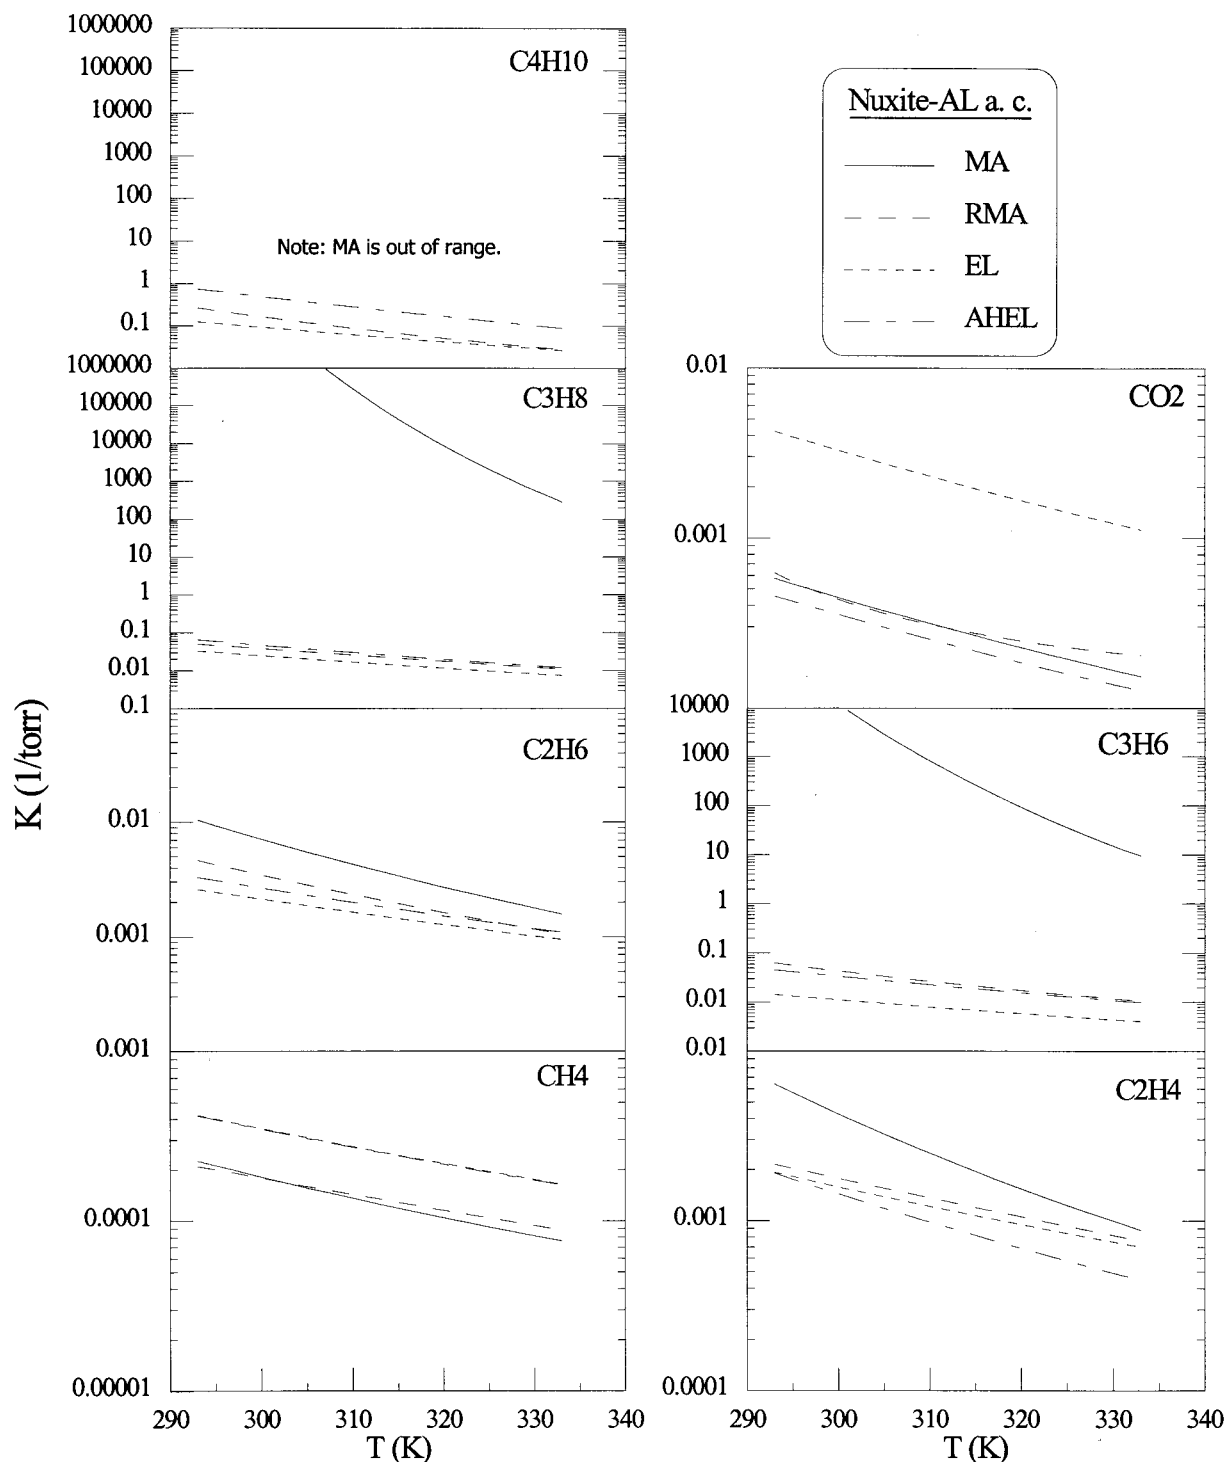 1000000
100000
10000
1000
100
10
1
0.1
C4H10
Note: MA is out of range.
1000000
100000
10000
1000
100
10
1
0.1
0.01
C3H8
0.1
0.01
0.001
C2H6
0.001
0.0001
0.00001
CH4
290 300 310 320 330 340
T (K)
K (1/torr)
Nuxite-AL a. c.
MA
RMA
EL
AHEL
0.01
0.001
CO2
10000
1000
100
10
1
0.1
0.01
C3H6
0.01
0.001
0.0001
C2H4
290 300 310 320 330 340
T (K)